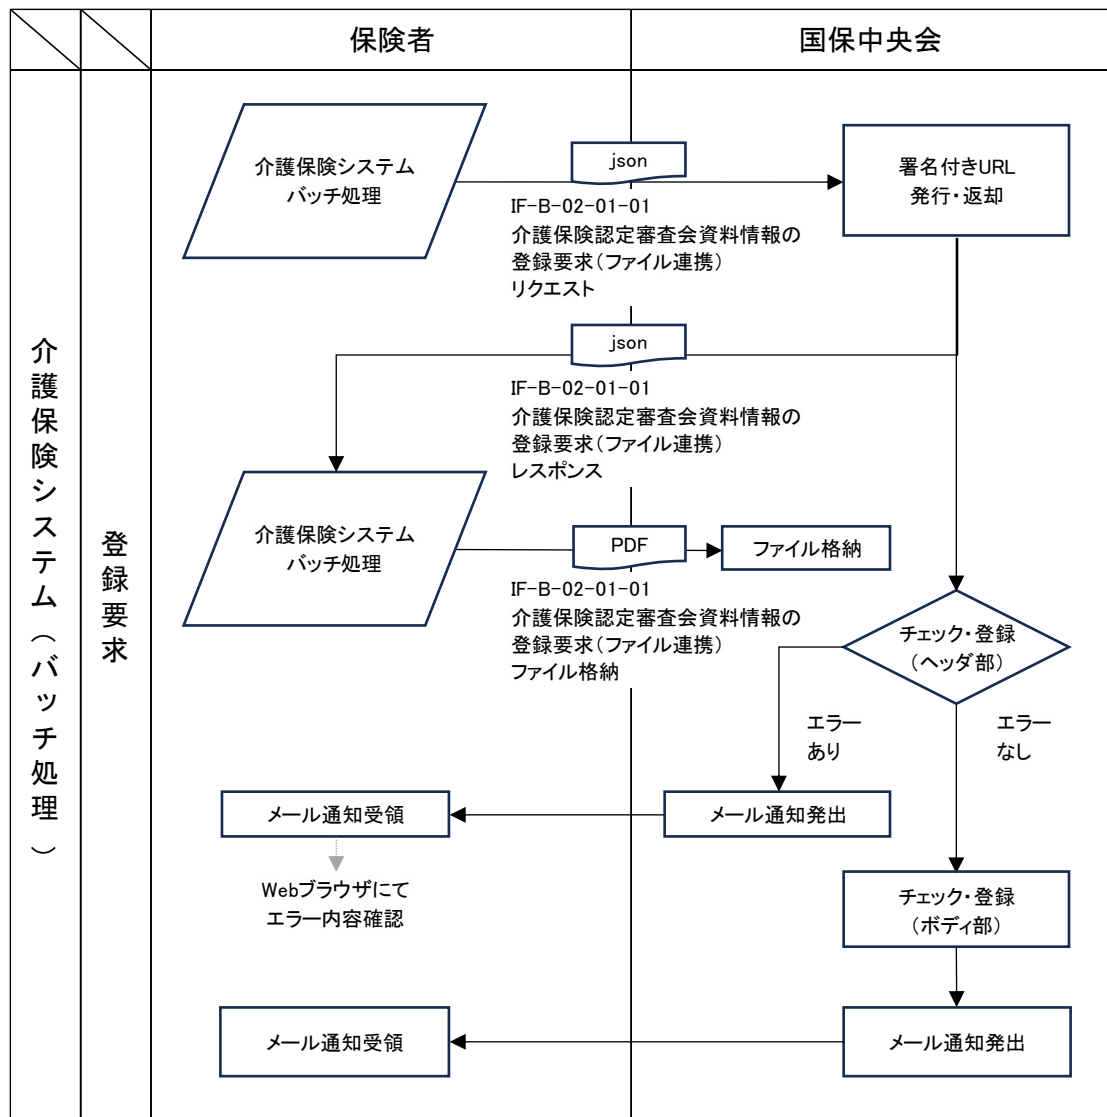 保険者
国保中央会
介護保険システム（バッチ処理）
登録要求
介護保険システム
バッチ処理
json
署名付きURL
発行・返却
IF-B-02-01-01
介護保険認定審査会資料情報の
登録要求（ファイル連携）
リクエスト
json
IF-B-02-01-01
介護保険認定審査会資料情報の
登録要求（ファイル連携）
レスポンス
介護保険システム
バッチ処理
PDF
ファイル格納
IF-B-02-01-01
介護保険認定審査会資料情報の
登録要求（ファイル連携）
ファイル格納
チェック・登録
（ヘッダ部）
エラー
あり
エラー
なし
メール通知受領
メール通知発出
Webブラウザにて
エラー内容確認
チェック・登録
（ボディ部）
メール通知受領
メール通知発出